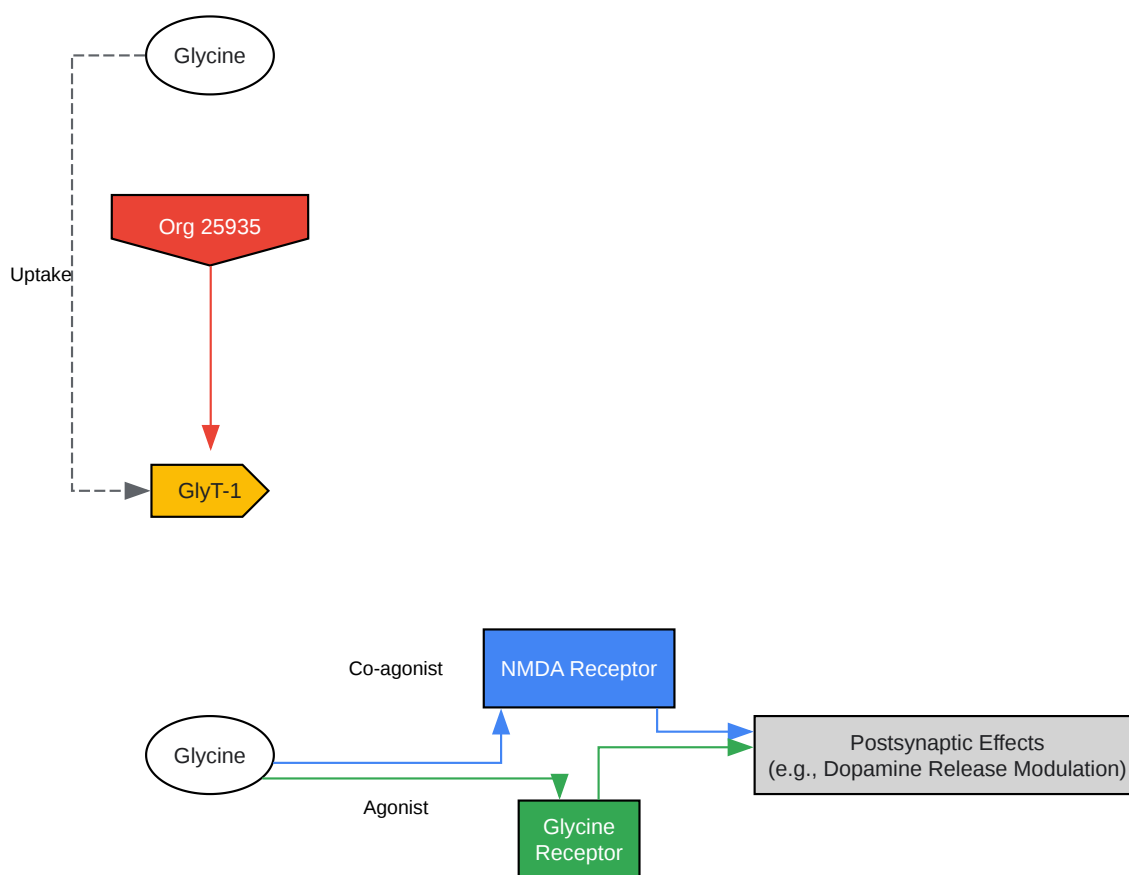 Glycine
Org 25935
Uptake
GlyT-1
Co-agonist
NMDA Receptor
Glycine
Postsynaptic Effects
(e.g., Dopamine Release Modulation)
Agonist
Glycine
Receptor